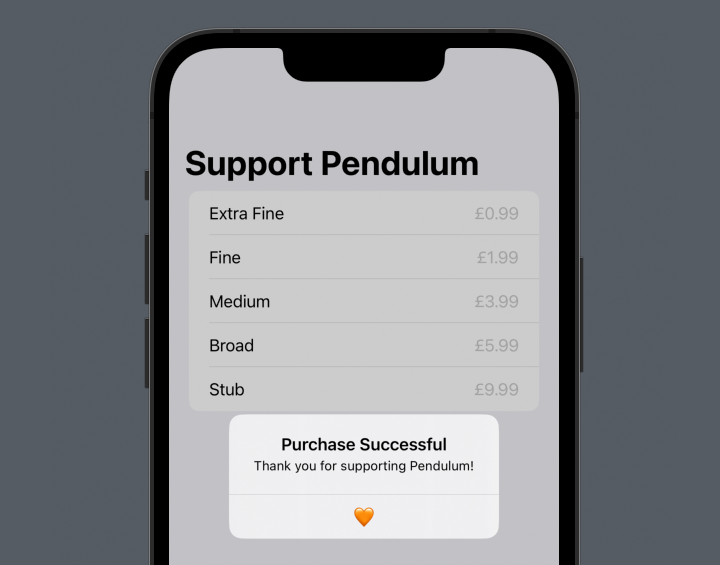 Support Pendulum
Extra Fine £0.99
Fine £1.99
Medium £3.99
Broad £5.99
Stub £9.99
Purchase Successful
Thank you for supporting Pendulum!
🧡